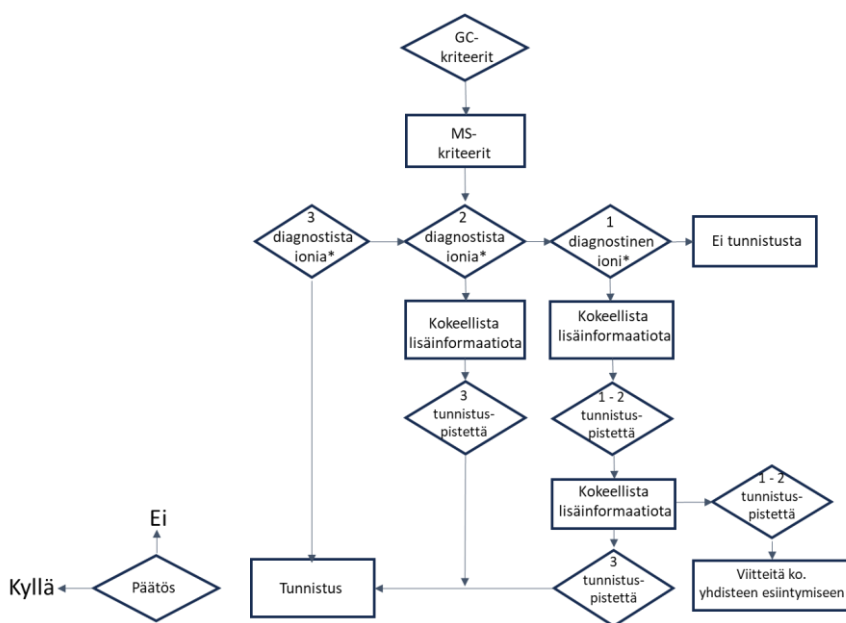 GC-
kriteerit
MS-
kriteerit
3
diagnostista
ionia*
2
diagnostista
ionia*
1
diagnostinen
ioni*
Ei tunnistusta
Kokeellista
lisäinformaatiota
Kokeellista
lisäinformaatiota
3
tunnistus-
pistettä
1 - 2
tunnistus-
pistettä
Kokeellista
lisäinformaatiota
1 - 2
tunnistus-
pistettä
Ei
Kyllä
Päätös
Tunnistus
3
tunnistus-
pistettä
Viitteitä ko.
yhdisteen esiintymiseen